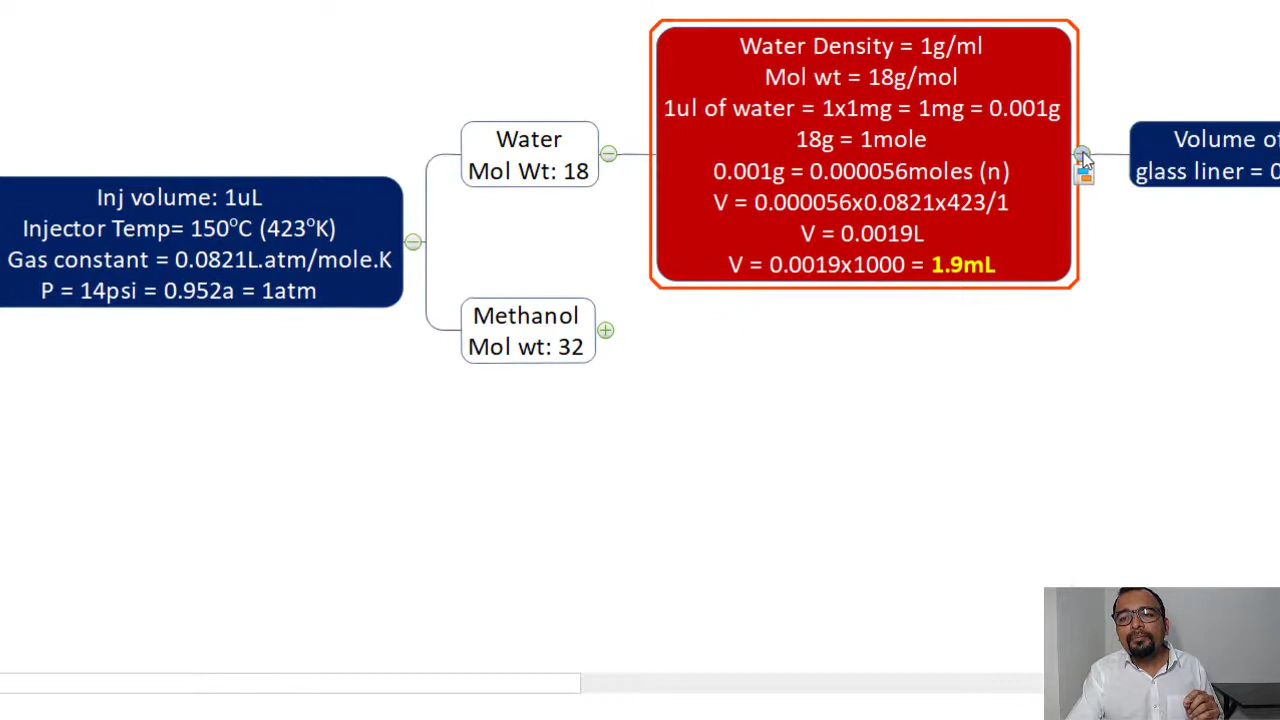 Inj volume: 1uL
Injector Temp= 150°C (423°K)
Gas constant = 0.0821L.atm/mole.K
P = 14psi = 0.952a = 1atm
Water
Mol Wt: 18
Methanol
Mol wt: 32
Water Density = 1g/ml
Mol wt = 18g/mol
1ul of water = 1x1mg = 1mg = 0.001g
18g = 1mole
0.001g = 0.000056moles (n)
V = 0.000056x0.0821x423/1
V = 0.0019L
V = 0.0019x1000 = 1.9mL
Volume of
glass liner = 0